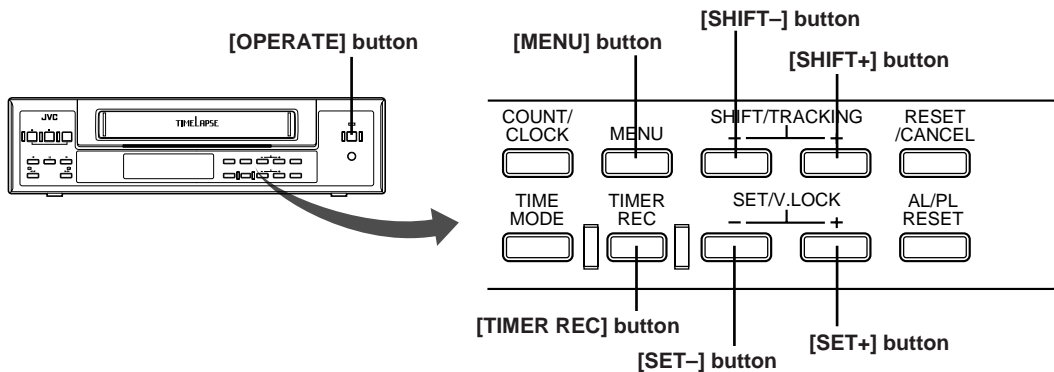 [SHIFT–] button
[OPERATE] button
[MENU] button
[SHIFT+] button
JVC
TIMELAPSE
COUNT/
CLOCK
MENU
SHIFT/TRACKING
– +
RESET
/CANCEL
TIME
MODE
TIMER
REC
SET/V.LOCK
– +
AL/PL
RESET
[TIMER REC] button
[SET–] button
[SET+] button